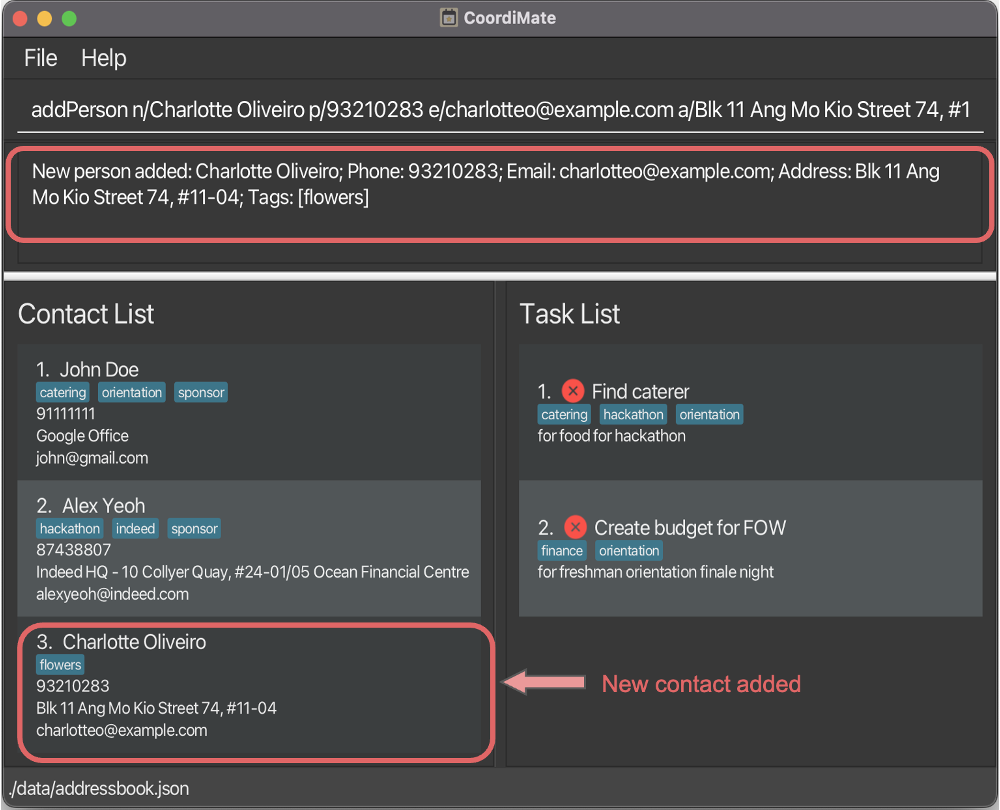 CoordiMate
File Help
addPerson n/Charlotte Oliveiro p/93210283 e/charlotteo@example.com a/Blk 11 Ang Mo Kio Street 74, #1
New person added: Charlotte Oliveiro; Phone: 93210283; Email: charlotteo@example.com; Address: Blk 11 Ang
Mo Kio Street 74, #11-04; Tags: [flowers]
Contact List
1. John Doe
catering orientation sponsor
91111111
Google Office
john@gmail.com
2. Alex Yeoh
hackathon indeed sponsor
87438807
Indeed HQ - 10 Collyer Quay, #24-01/05 Ocean Financial Centre
alexyeoh@indeed.com
3. Charlotte Oliveiro
flowers
93210283
Blk 11 Ang Mo Kio Street 74, #11-04
charlotteo@example.com
Task List
1. Find caterer
catering hackathon orientation
for food for hackathon
2. Create budget for FOW
finance orientation
for freshman orientation finale night
New contact added
./data/addressbook.json